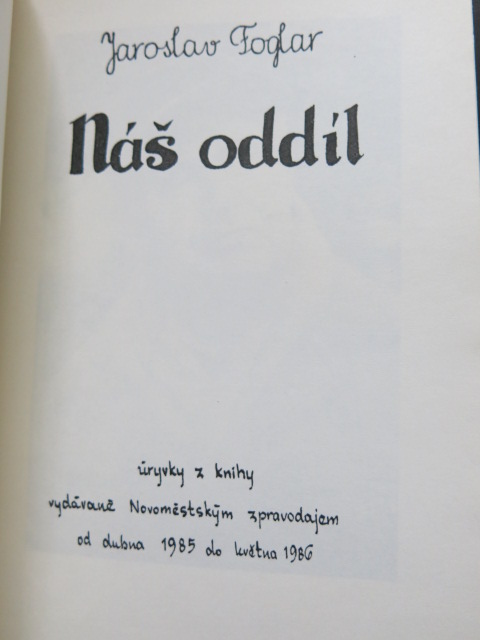 Jaroslav Foglar
Náš oddíl
úryvky z knihy
vydávané Novoměstským zpravodajem
od dubna 1985 do května 1986